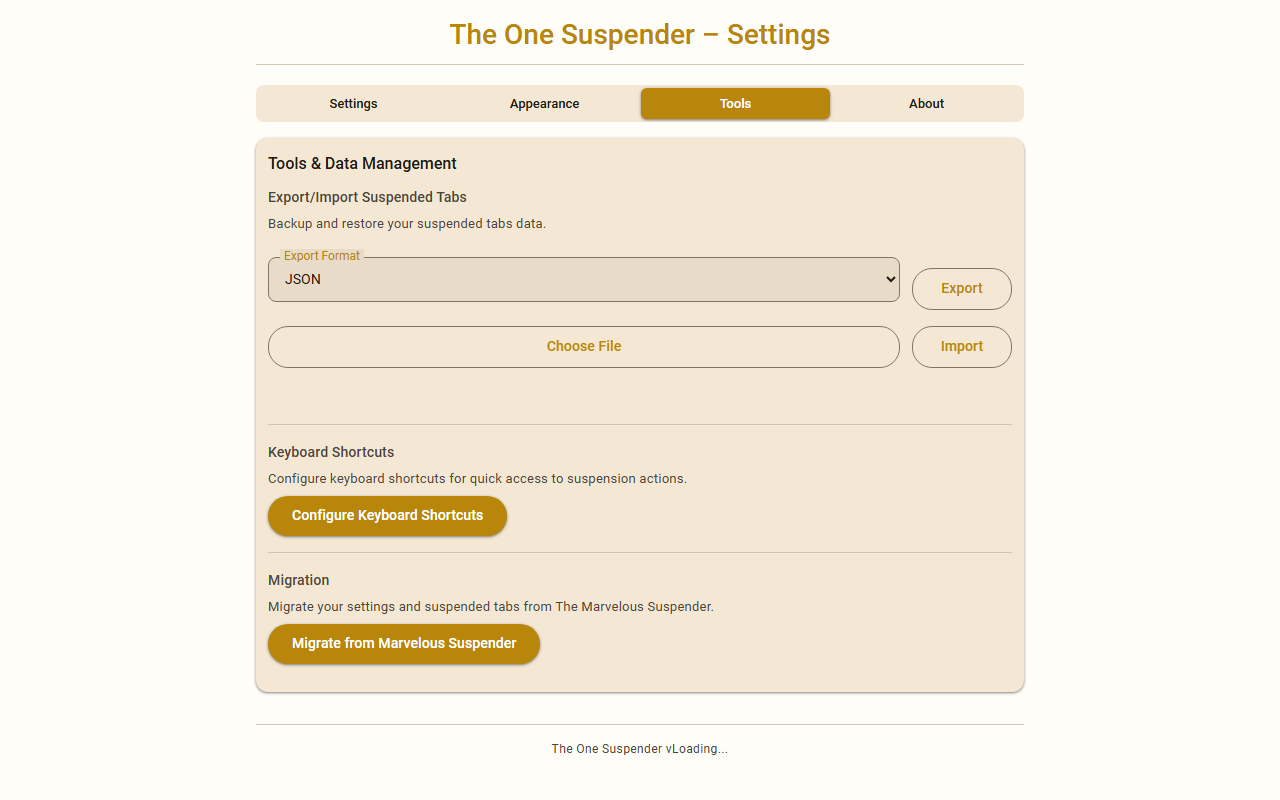 The One Suspender – Settings
Settings Appearance Tools About
Tools & Data Management
Export/Import Suspended Tabs
Backup and restore your suspended tabs data.
Export Format
JSON
Export
Choose File
Import
Keyboard Shortcuts
Configure keyboard shortcuts for quick access to suspension actions.
Configure Keyboard Shortcuts
Migration
Migrate your settings and suspended tabs from The Marvelous Suspender.
Migrate from Marvelous Suspender
The One Suspender vLoading...